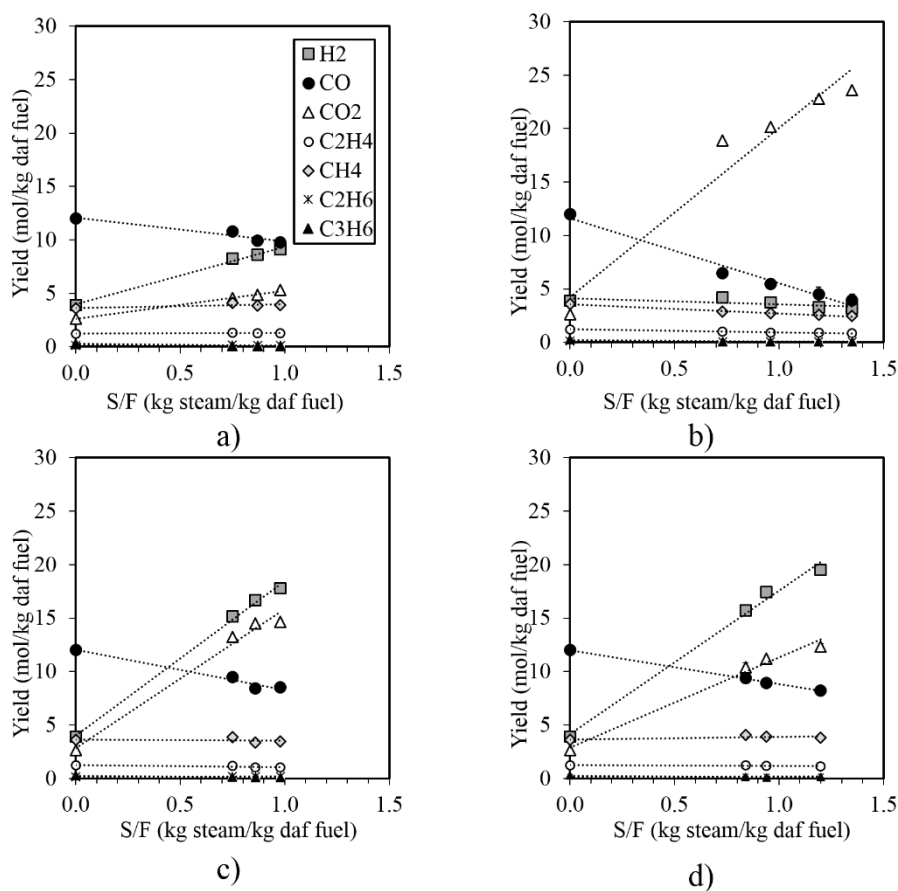 Yield (mol/kg daf fuel)
30
25
20
15
10
5
0
H2
CO
CO2
C2H4
CH4
C2H6
C3H6
0.0 0.5 1.0 1.5
S/F (kg steam/kg daf fuel)
a)
Yield (mol/kg daf fuel)
30
25
20
15
10
5
0
0.0 0.5 1.0 1.5
S/F (kg steam/kg daf fuel)
b)
Yield (mol/kg daf fuel)
30
25
20
15
10
5
0
0.0 0.5 1.0 1.5
S/F (kg steam/kg daf fuel)
c)
Yield (mol/kg daf fuel)
30
25
20
15
10
5
0
0.0 0.5 1.0 1.5
S/F (kg steam/kg daf fuel)
d)